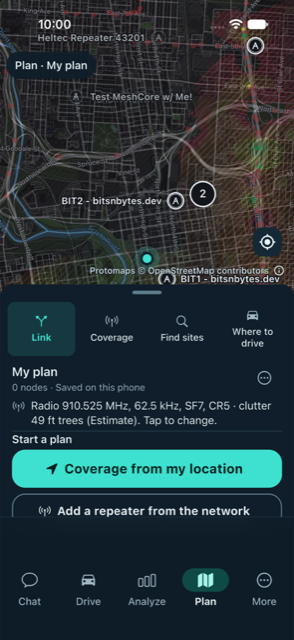 10:00
Heltec Repeater 43201
A
A
Plan - My plan
A Test-MeshCore w/ Me!
BIT2 - bitsnbytes.dev A
2
Protomaps © OpenStreetMap contributors
A BIT1 - bitsnbytes.dev
Link
Coverage
Find sites
Where to
drive
My plan
0 nodes · Saved on this phone
Radio 910.525 MHz, 62.5 kHz, SF7, CR5 · clutter
49 ft trees (Estimate). Tap to change.
Start a plan
Coverage from my location
Add a repeater from the network
Chat
Drive
Analyze
Plan
More